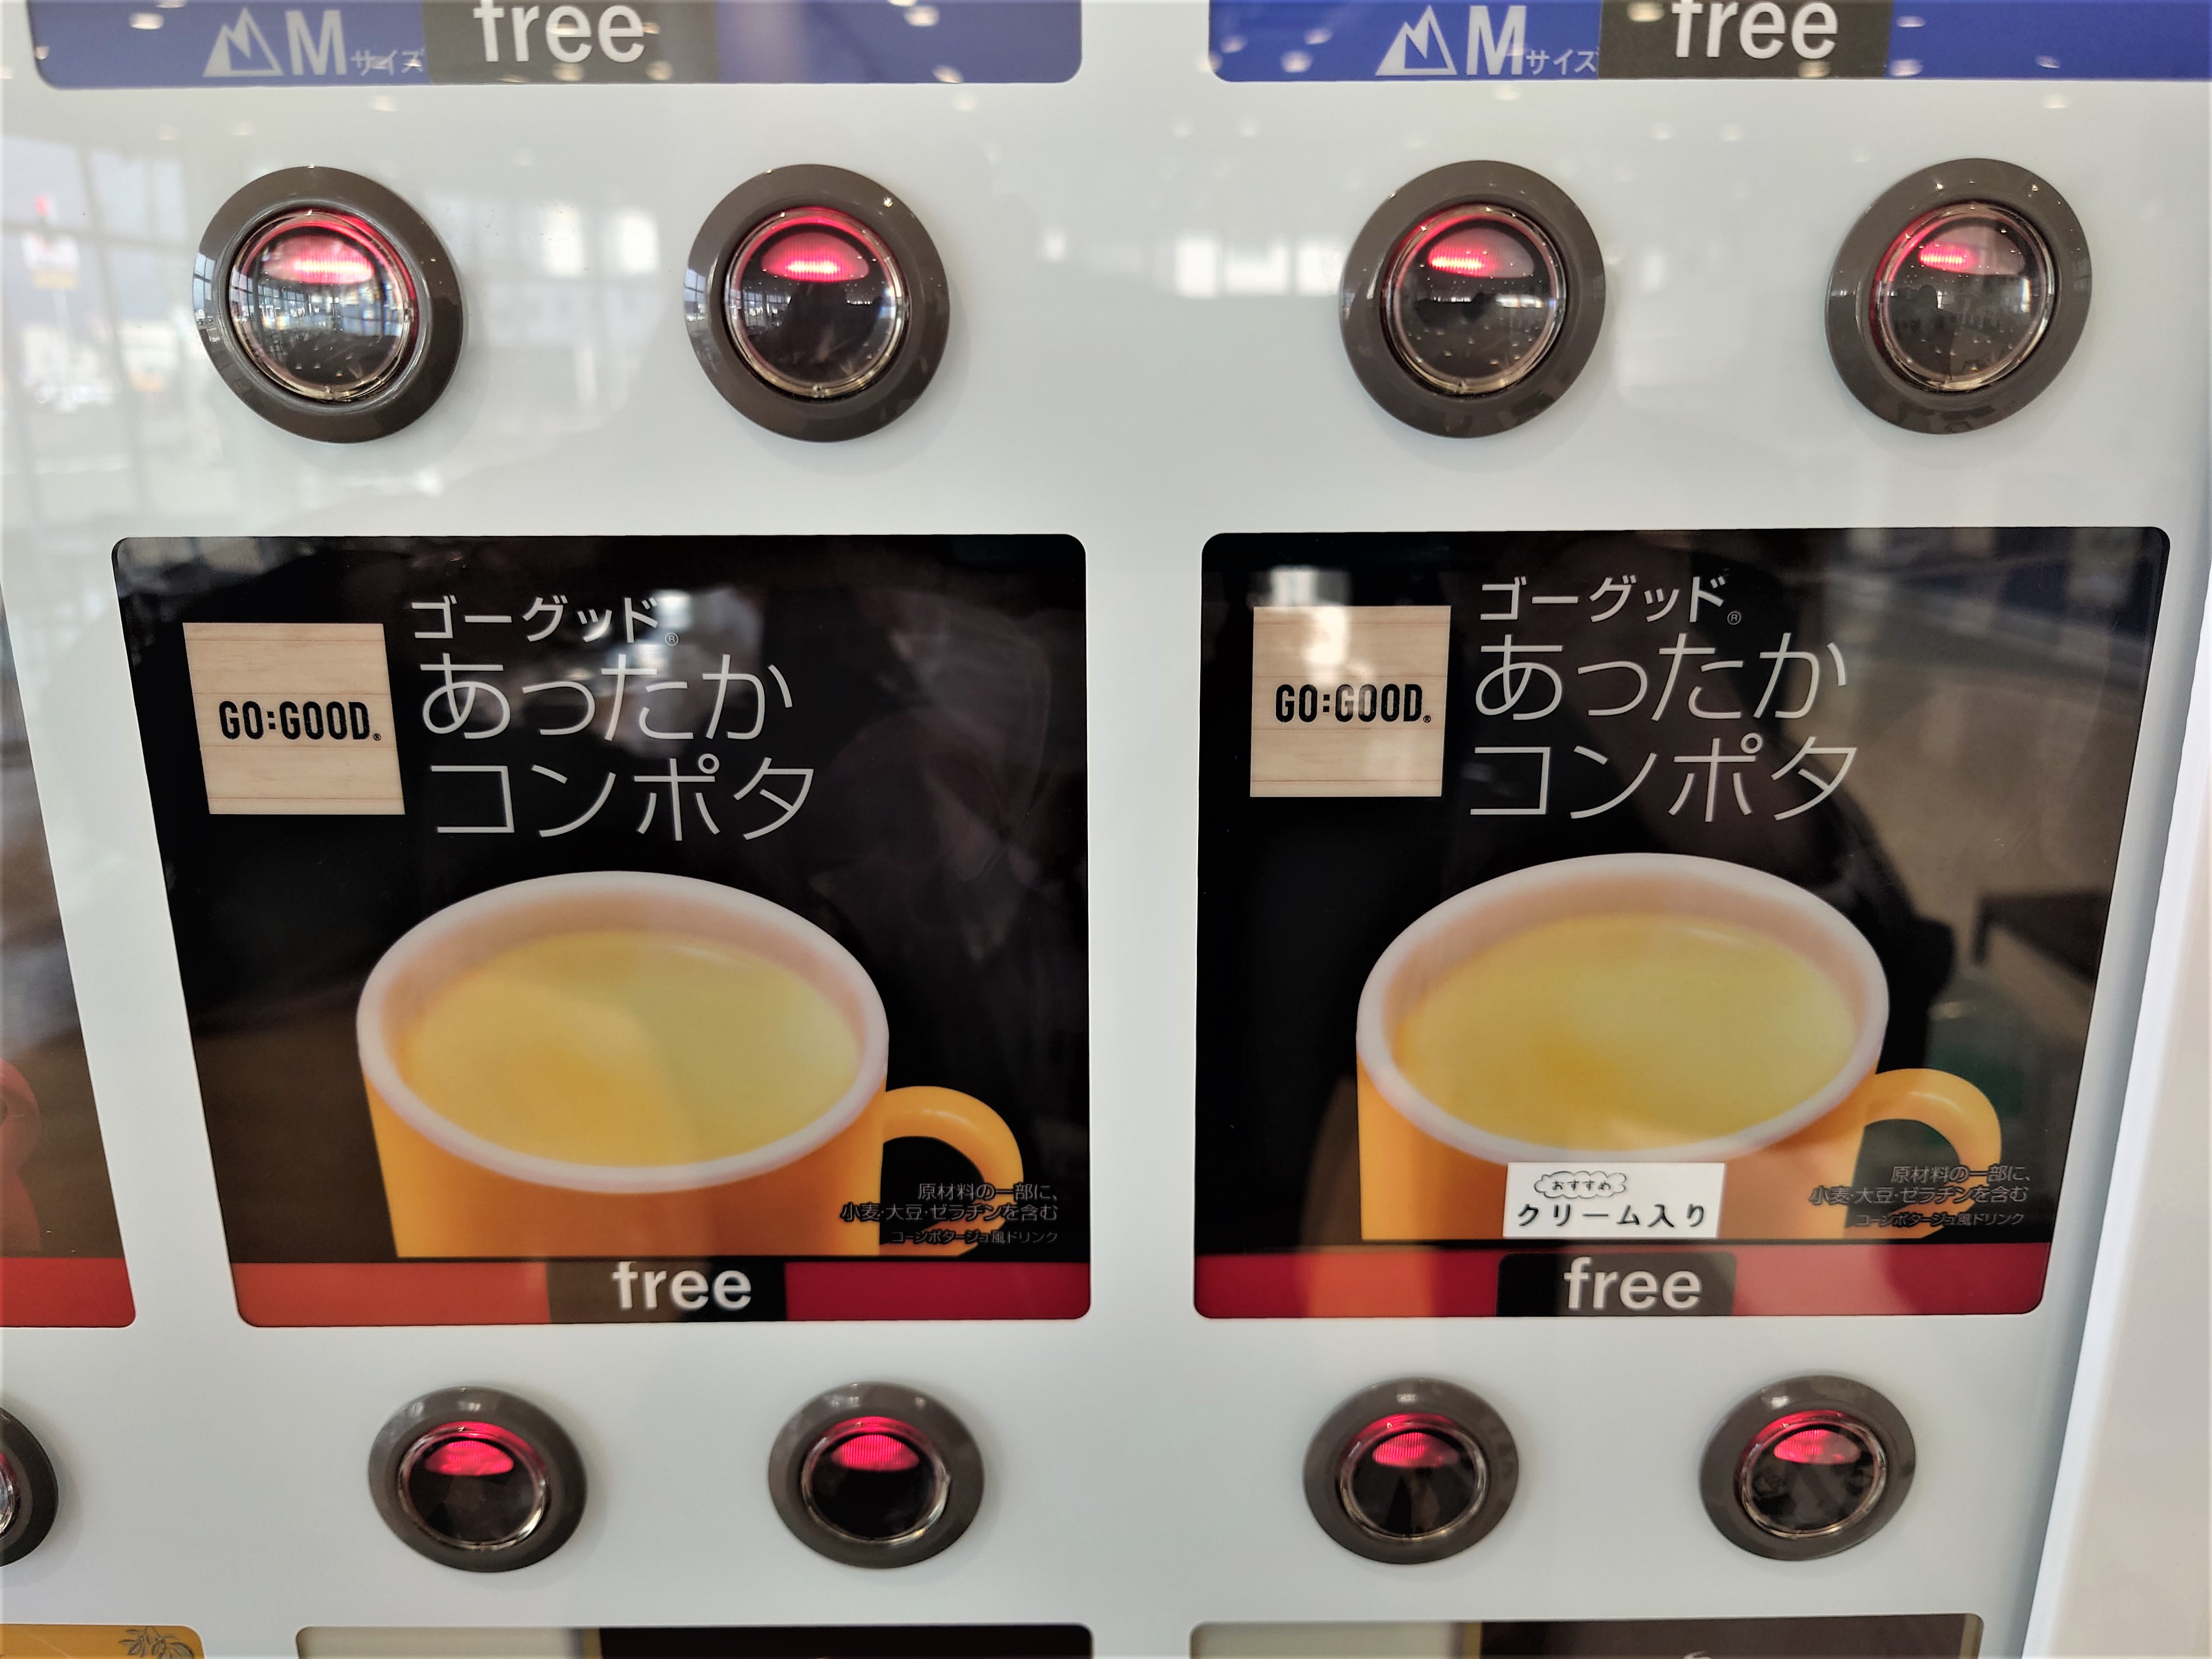 Mサイズ
free
Mサイズ
free
GO:GOOD®
ゴーグッド®
あったか
コンポタ
原材料の一部に、
小麦・大豆・ゼラチンを含む
コーンポタージュ風ドリンク
free
GO:GOOD®
ゴーグッド®
あったか
コンポタ
おすすめ
クリーム入り
原材料の一部に、
小麦・大豆・ゼラチンを含む
コーンポタージュ風ドリンク
free